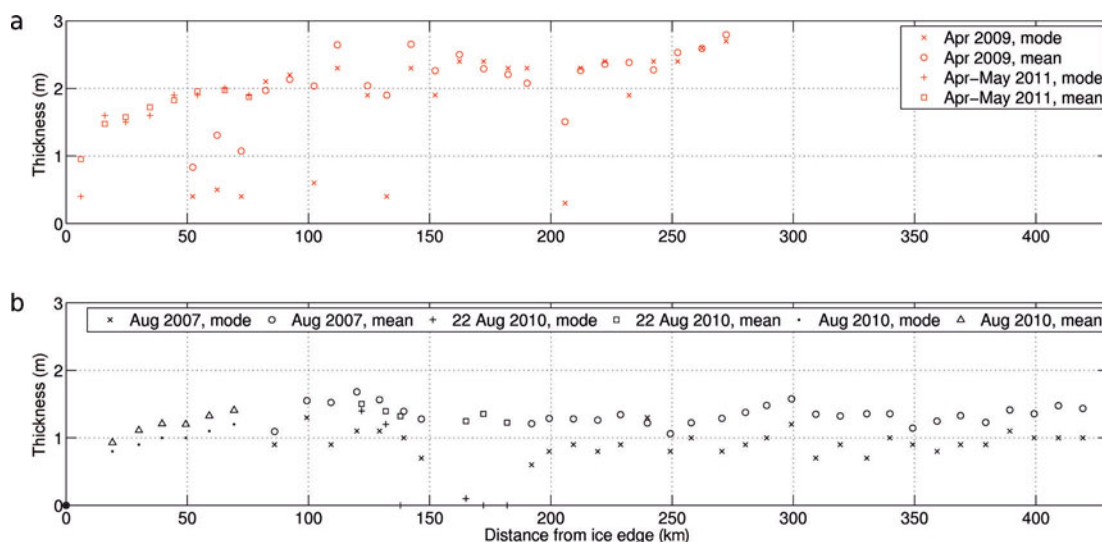 a
3
2
1
0
Thickness (m)
× Apr 2009, mode
○ Apr 2009, mean
+ Apr−May 2011, mode
□ Apr−May 2011, mean
0 50 100 150 200 250 300 350 400
b
3
2
1
0
Thickness (m)
× Aug 2007, mode ○ Aug 2007, mean + 22 Aug 2010, mode □ 22 Aug 2010, mean · Aug 2010, mode △ Aug 2010, mean
0 50 100 150 200 250 300 350 400
Distance from ice edge (km)